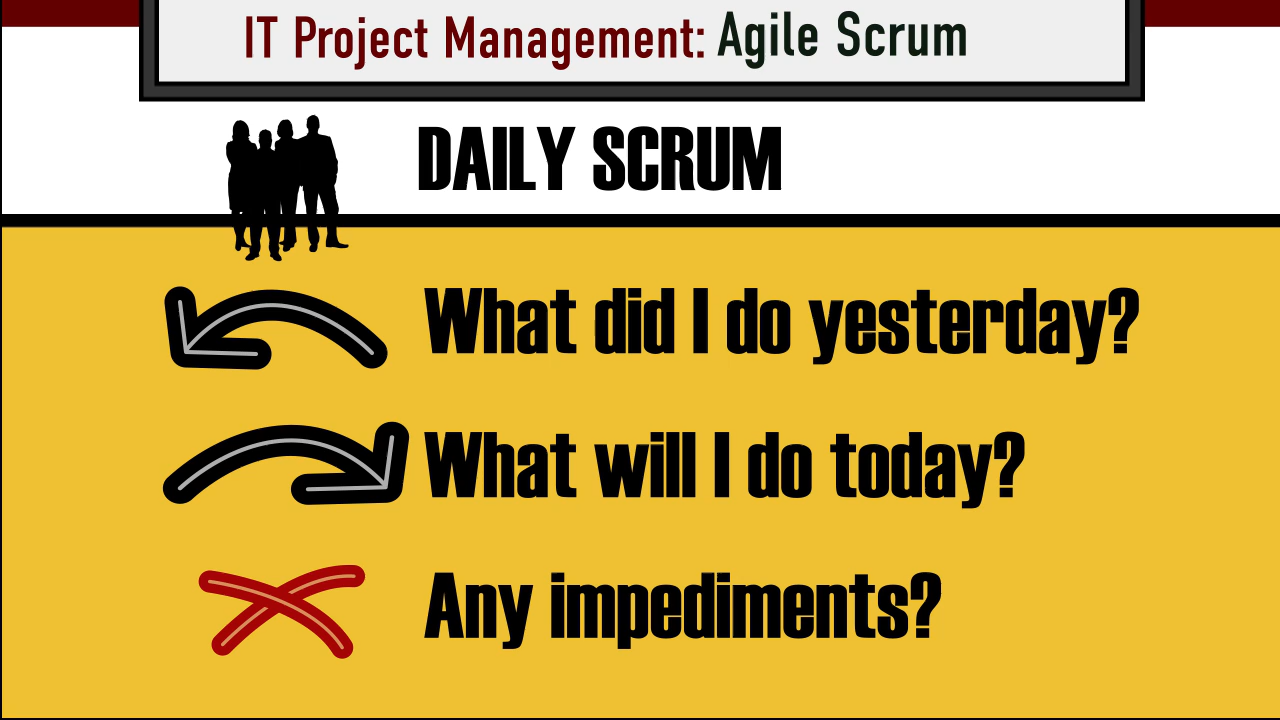 IT Project Management: Agile Scrum
DAILY SCRUM
What did I do yesterday?
What will I do today?
Any impediments?